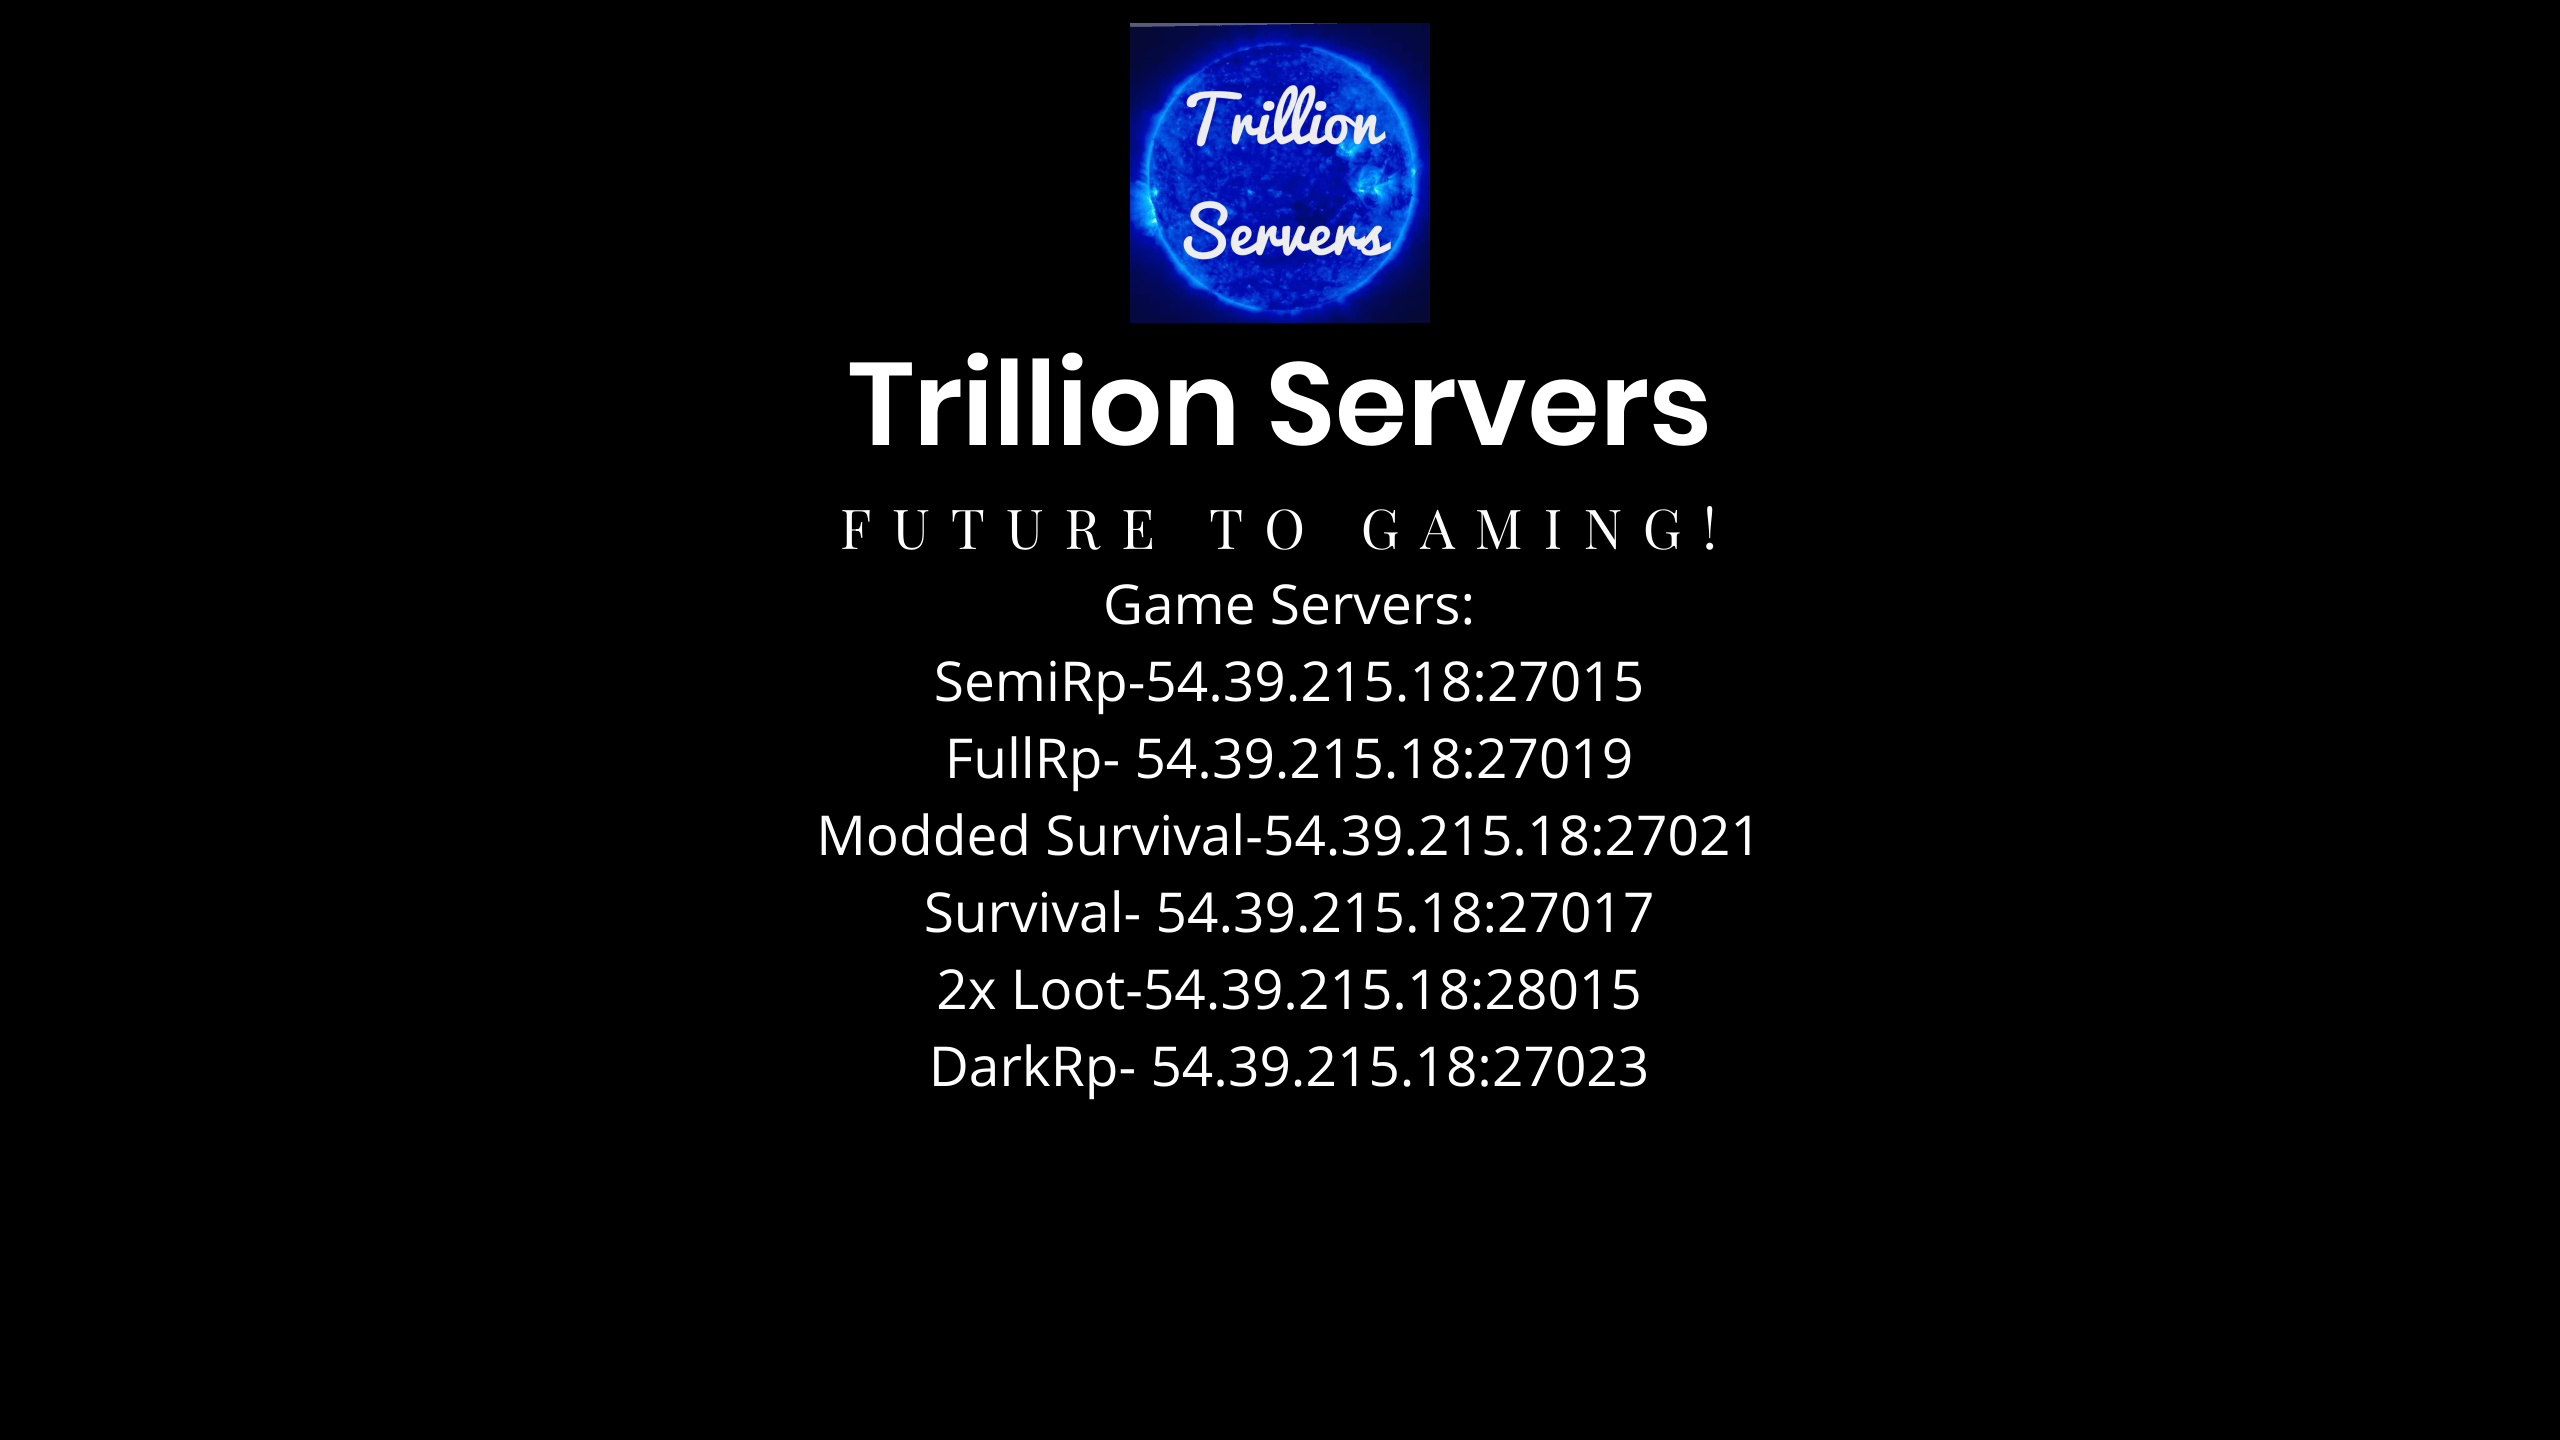 Trillion
Servers
Trillion Servers
FUTURE TO GAMING!
Game Servers:
SemiRp-54.39.215.18:27015
FullRp- 54.39.215.18:27019
Modded Survival-54.39.215.18:27021
Survival- 54.39.215.18:27017
2x Loot-54.39.215.18:28015
DarkRp- 54.39.215.18:27023